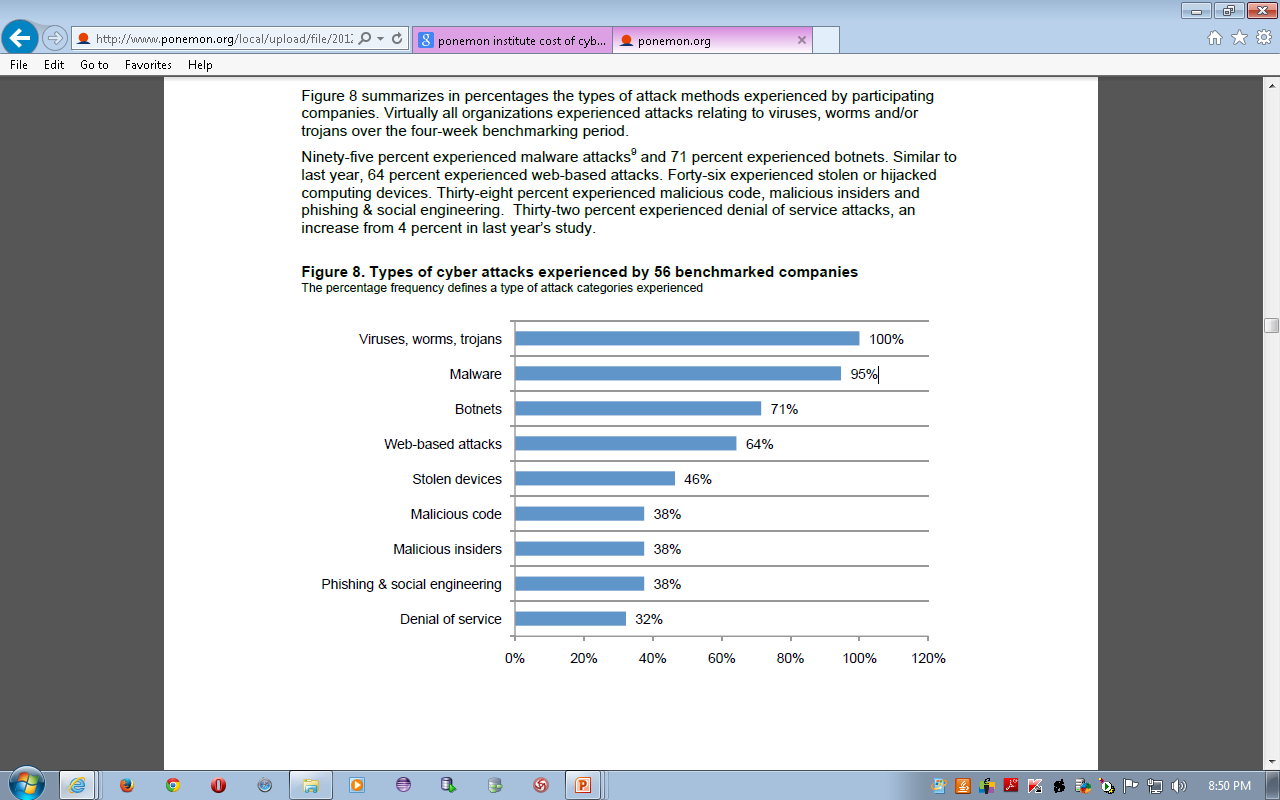 http://www.ponemon.org/local/upload/file/201
ponemon institute cost of cyb...
ponemon.org
File Edit Go to Favorites Help
Figure 8 summarizes in percentages the types of attack methods experienced by participating
companies. Virtually all organizations experienced attacks relating to viruses, worms and/or
trojans over the four-week benchmarking period.
Ninety-five percent experienced malware attacks⁹ and 71 percent experienced botnets. Similar to
last year, 64 percent experienced web-based attacks. Forty-six experienced stolen or hijacked
computing devices. Thirty-eight percent experienced malicious code, malicious insiders and
phishing & social engineering.  Thirty-two percent experienced denial of service attacks, an
increase from 4 percent in last year's study.
Figure 8. Types of cyber attacks experienced by 56 benchmarked companies
The percentage frequency defines a type of attack categories experienced
Viruses, worms, trojans 100%
Malware 95%
Botnets 71%
Web-based attacks 64%
Stolen devices 46%
Malicious code 38%
Malicious insiders 38%
Phishing & social engineering 38%
Denial of service 32%
0% 20% 40% 60% 80% 100% 120%
8:50 PM